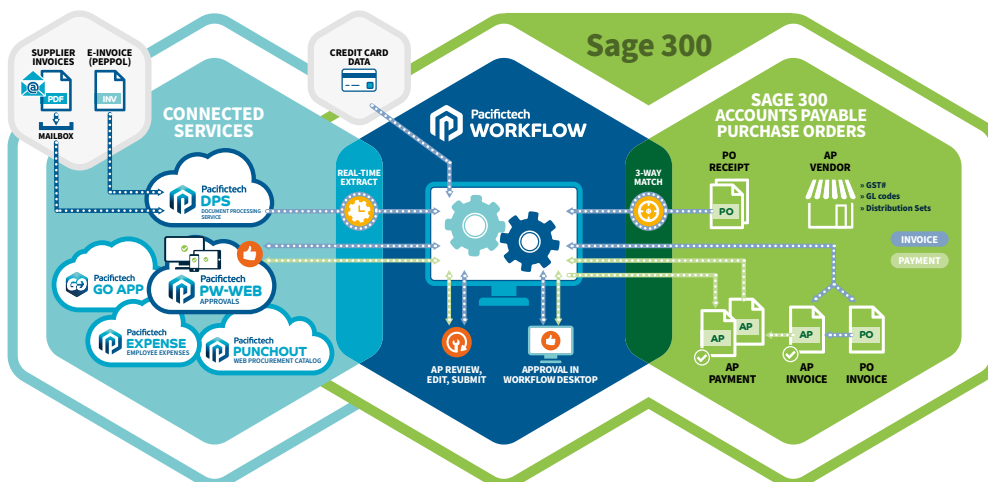 Sage 300
SUPPLIER
INVOICES
E-INVOICE
(PEPPOL)
@
PDF
INV
MAILBOX
CREDIT CARD
DATA
CONNECTED
SERVICES
Pacifictech
WORKFLOW
SAGE 300
ACCOUNTS PAYABLE
PURCHASE ORDERS
REAL-TIME
EXTRACT
3-WAY
MATCH
PO
RECEIPT
PO
AP
VENDOR
» GST#
» GL codes
» Distribution Sets
INVOICE
PAYMENT
Pacifictech
DPS
DOCUMENT PROCESSING
SERVICE
GO
Pacifictech
GO APP
Pacifictech
PW-WEB
APPROVALS
Pacifictech
EXPENSE
EMPLOYEE EXPENSES
Pacifictech
PUNCHOUT
WEB PROCUREMENT CATALOG
AP REVIEW,
EDIT, SUBMIT
APPROVAL IN
WORKFLOW DESKTOP
AP
AP
AP
PAYMENT
AP
AP
INVOICE
PO
PO
INVOICE